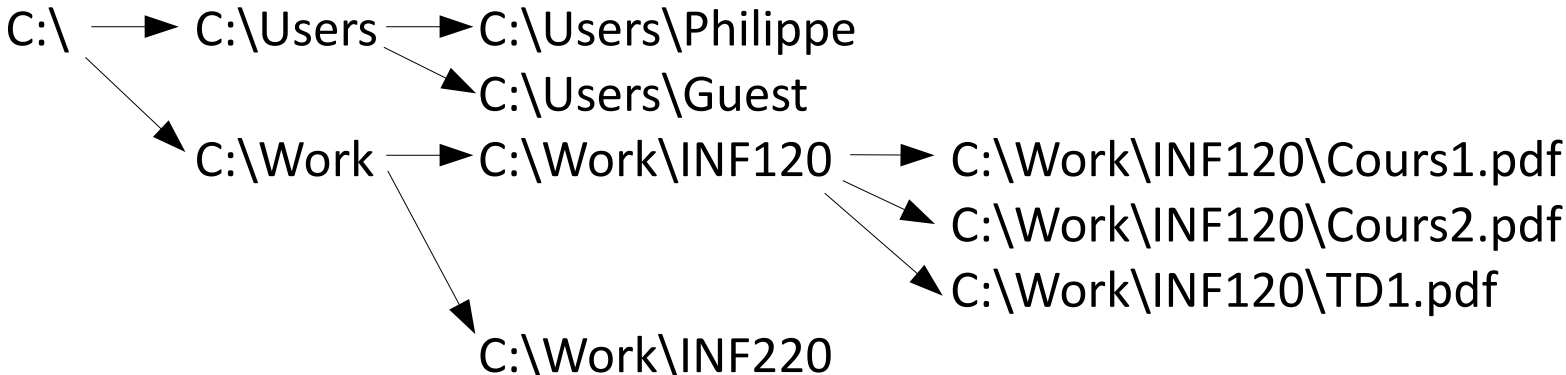 C:\ C:\Users C:\Users\Philippe
C:\Users\Guest
C:\Work C:\Work\INF120 C:\Work\INF120\Cours1.pdf
C:\Work\INF120\Cours2.pdf
C:\Work\INF120\TD1.pdf
C:\Work\INF220